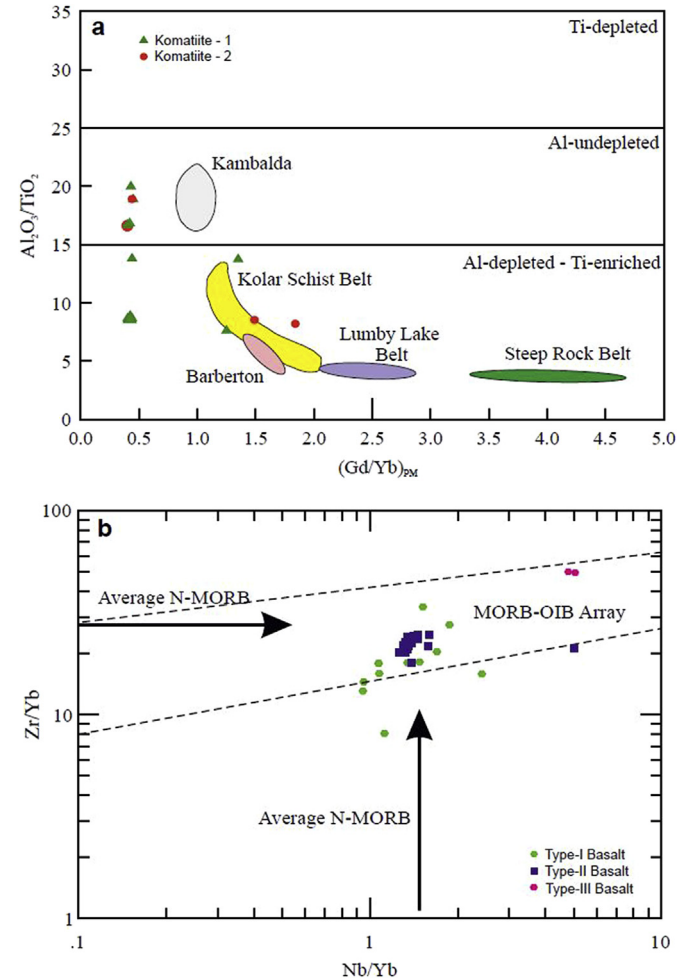 a
Komatiite - 1
Komatiite - 2
Ti-depleted
Al-undepleted
Kambalda
Al-depleted - Ti-enriched
Kolar Schist Belt
Lumby Lake
Belt
Steep Rock Belt
Barberton
35
30
25
20
15
10
5
0
Al₂O₃/TiO₂
0.0 0.5 1.0 1.5 2.0 2.5 3.0 3.5 4.0 4.5 5.0
(Gd/Yb)PM
b
100
10
1
Zr/Yb
Average N-MORB
MORB-OIB Array
Average N-MORB
Type-I Basalt
Type-II Basalt
Type-III Basalt
.1 1 10
Nb/Yb